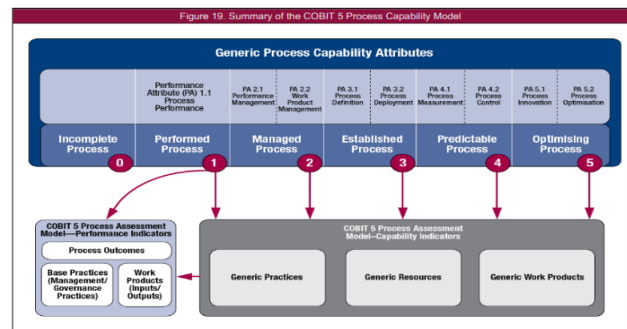 Figure 19. Summary of the COBIT 5 Process Capability Model
Generic Process Capability Attributes
Performance
Attribute (PA) 1.1
Process
Performance
PA 2.1
Performance
Management
PA 2.2
Work
Product
Management
PA 3.1
Process
Definition
PA 3.2
Process
Deployment
PA 4.1
Process
Measurement
PA 4.2
Process
Control
PA 5.1
Process
Innovation
PA 5.2
Process
Optimisation
Incomplete
Process
0
Performed
Process
1
Managed
Process
2
Established
Process
3
Predictable
Process
4
Optimising
Process
5
COBIT 5 Process Assessment
Model—Performance Indicators
Process Outcomes
Base Practices
(Management/
Governance
Practices)
Work
Products
(Inputs/
Outputs)
COBIT 5 Process Assessment
Model–Capability Indicators
Generic Practices
Generic Resources
Generic Work Products